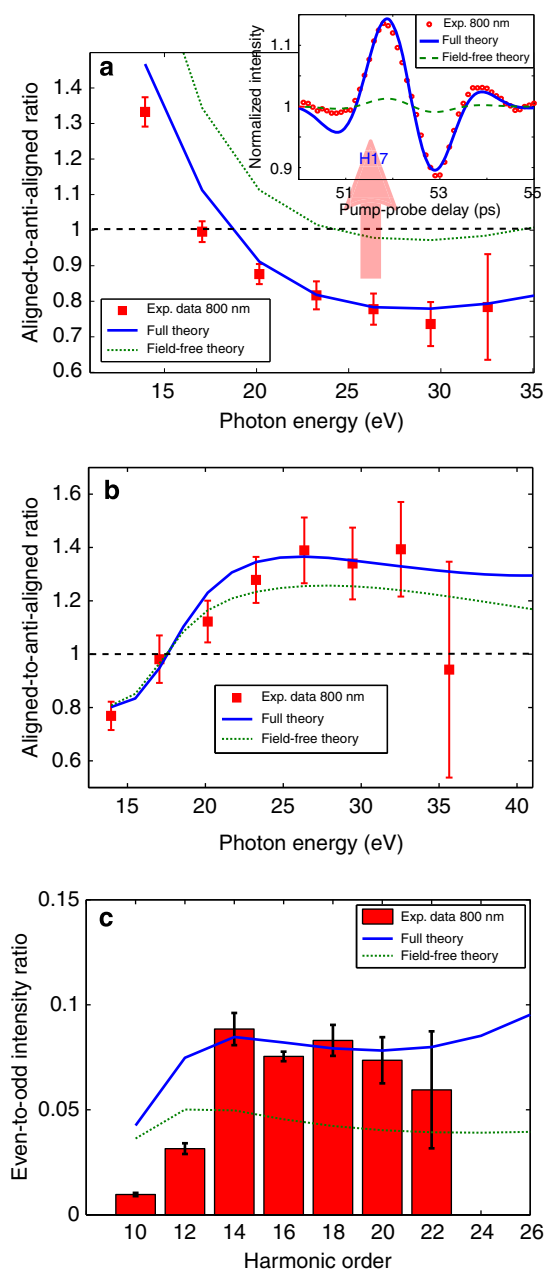 Exp. 800 nm
Full theory
Field-free theory
Normalized intensity
1.1
1
0.9
H17
51
53
55
Pump-probe delay (ps)
a
Aligned-to-anti-aligned ratio
1.4
1.3
1.2
1.1
1
0.9
0.8
0.7
0.6
Exp. data 800 nm
Full theory
Field-free theory
15
20
25
30
35
Photon energy (eV)
b
Aligned-to-anti-aligned ratio
1.6
1.4
1.2
1
0.8
0.6
Exp. data 800 nm
Full theory
Field-free theory
15
20
25
30
35
40
Photon energy (eV)
c
Even-to-odd intensity ratio
0.15
0.1
0.05
0
Exp. data 800 nm
Full theory
Field-free theory
10
12
14
16
18
20
22
24
26
Harmonic order